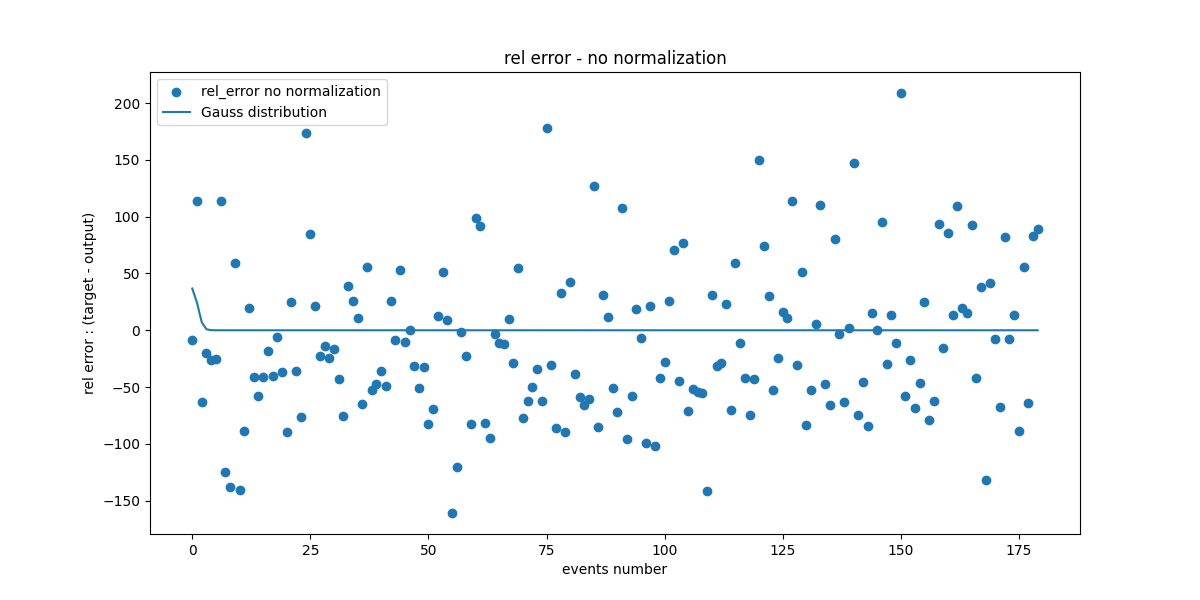 rel error - no normalization
rel_error no normalization
Gauss distribution
rel error : (target - output)
200
150
100
50
0
−50
−100
−150
0 25 50 75 100 125 150 175
events number